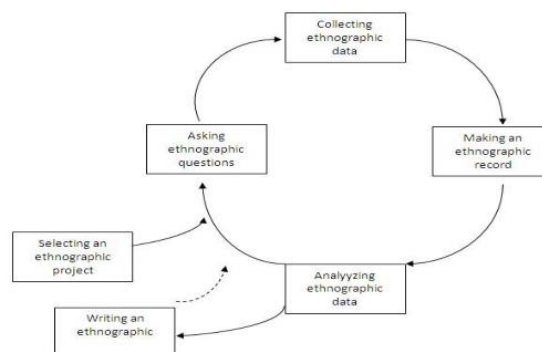 Collecting
ethnographic
data
Asking
ethnographic
questions
Making an
ethnographic
record
Selecting an
ethnographic
project
Analyyzing
ethnographic
data
Writing an
ethnographic